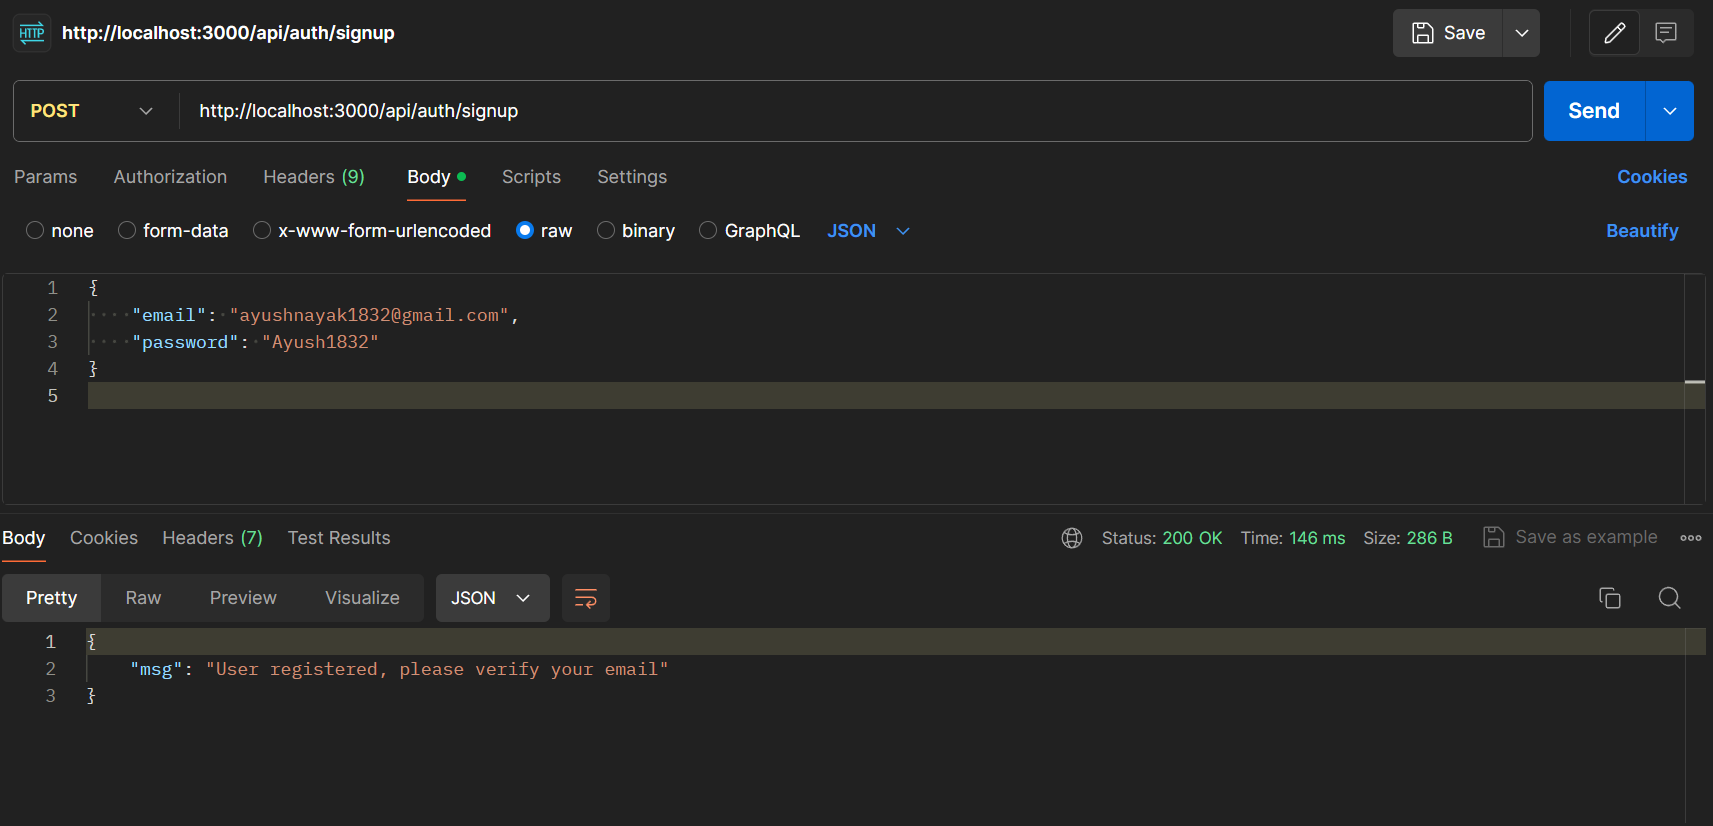 HTTP http://localhost:3000/api/auth/signup Save
POST http://localhost:3000/api/auth/signup Send
Params Authorization Headers (9) Body Scripts Settings Cookies
none form-data x-www-form-urlencoded raw binary GraphQL JSON Beautify
1 {
2 "email": "ayushnayak1832@gmail.com",
3 "password": "Ayush1832"
4 }
5
Body Cookies Headers (7) Test Results Status: 200 OK Time: 146 ms Size: 286 B Save as example
Pretty Raw Preview Visualize JSON
1 {
2 "msg": "User registered, please verify your email"
3 }